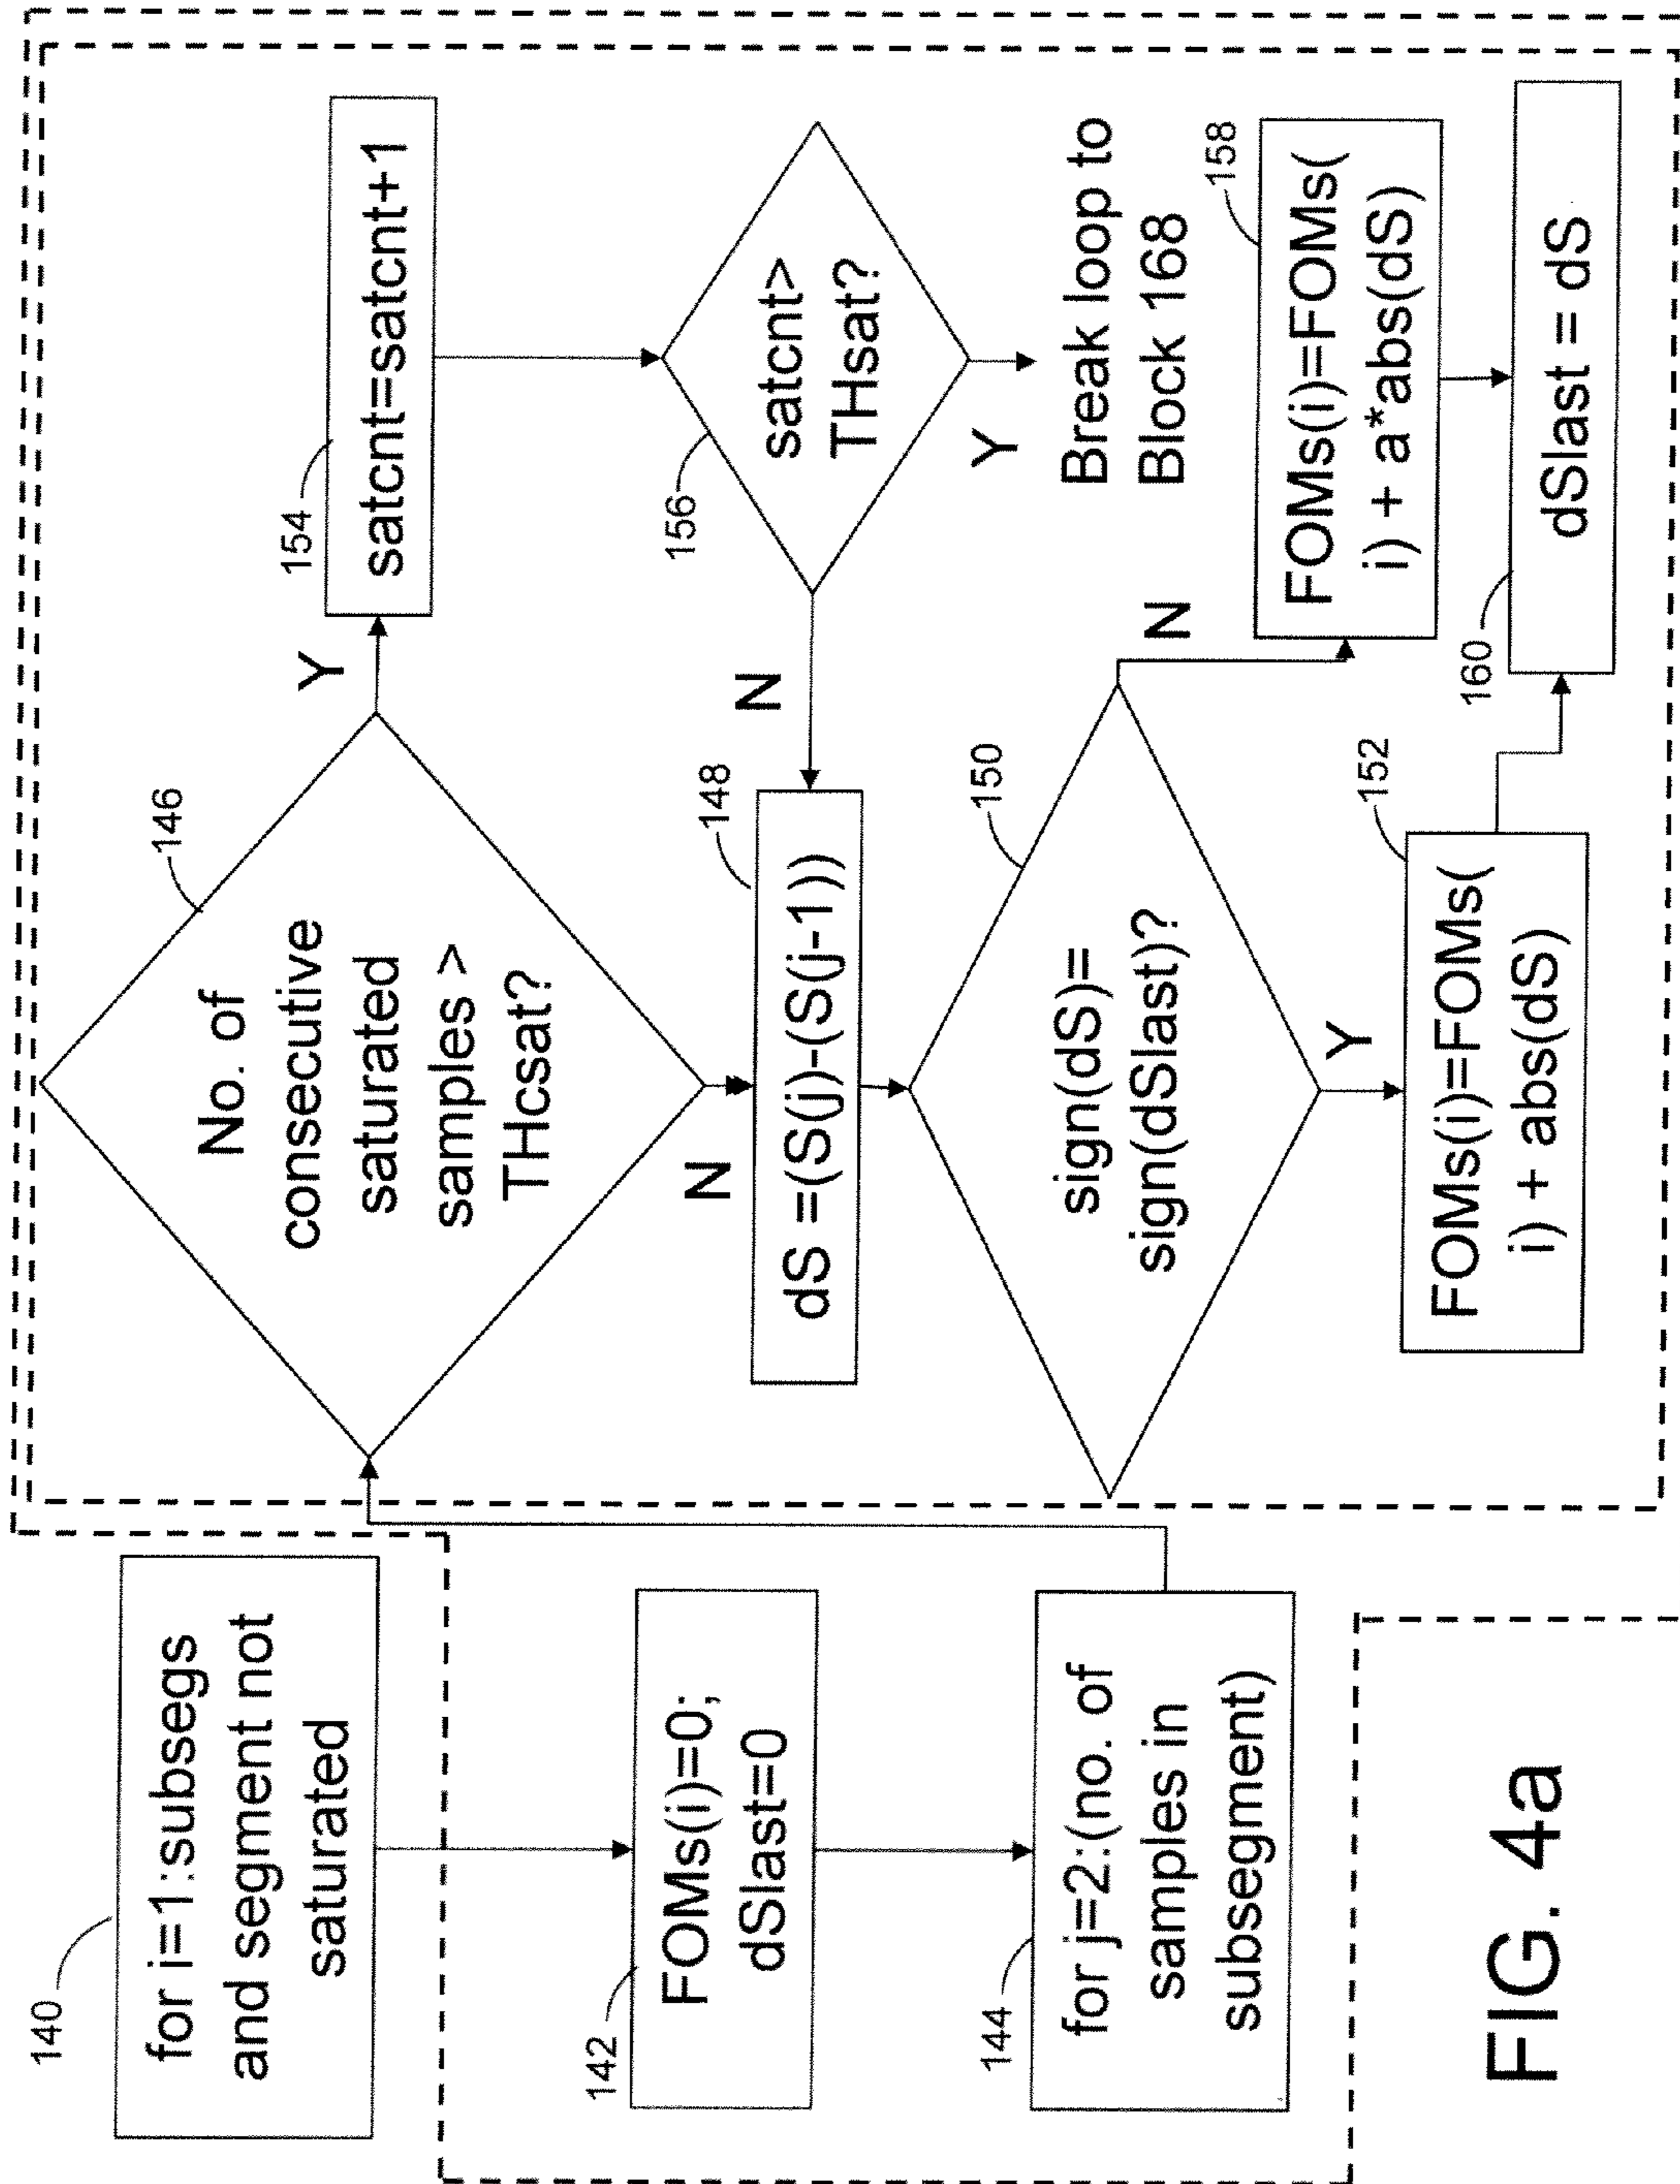 140
for i=1:subsegs
and segment not
saturated
142
FOMs(i)=0;
dSlast=0
144
for j=2:(no. of
samples in
subsegment)
146
No. of
consecutive
saturated
samples >
THcsat?
Y
N
154
satcnt=satcnt+1
156
satcnt>
THsat?
N
Y
Break loop to
Block 168
148
dS =(S(j)-(S(j-1))
150
sign(dS)=
sign(dSlast)?
N
Y
158
FOMs(i)=FOMs(
i) + a*abs(dS)
152
FOMs(i)=FOMs(
i) + abs(dS)
160
dSlast = dS
FIG. 4a